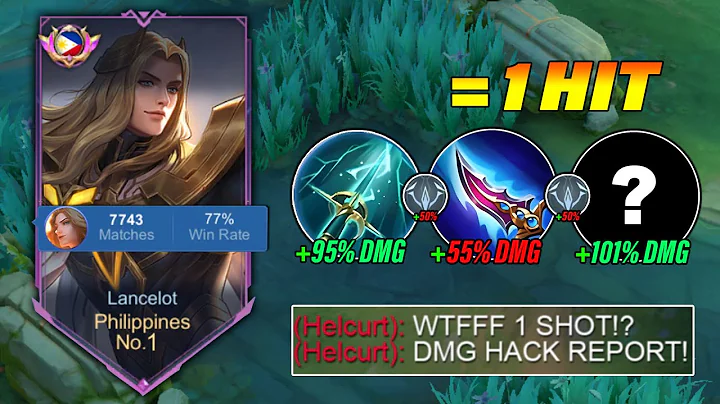 = 1 HIT
7743
77%
Matches
Win Rate
Lancelot
Philippines
No.1
?
+50%
+50%
+95% DMG
+55% DMG
+101% DMG
(Helcurt): WTFFF 1 SHOT!?
(Helcurt): DMG HACK REPORT!